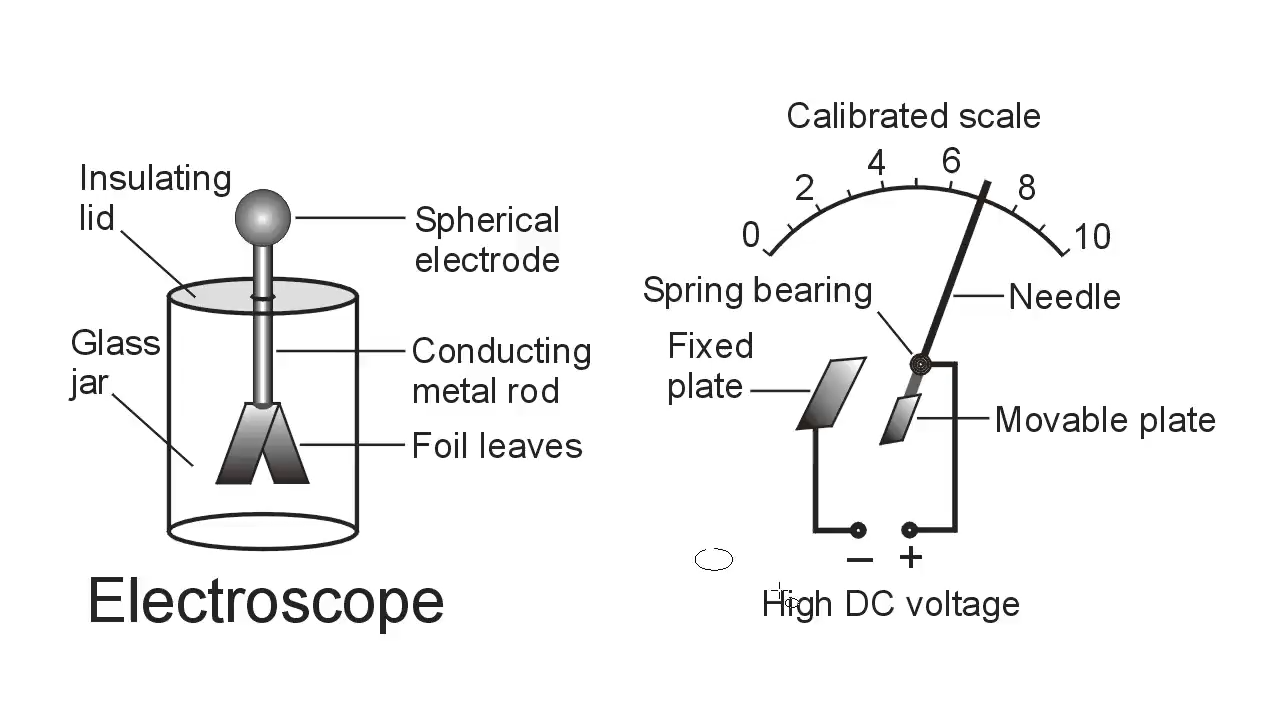 Insulating
lid
Spherical
electrode
Glass
jar
Conducting
metal rod
Foil leaves
Electroscope
Calibrated scale
0 2 4 6 8 10
Spring bearing
Needle
Fixed
plate
Movable plate
– +
High DC voltage